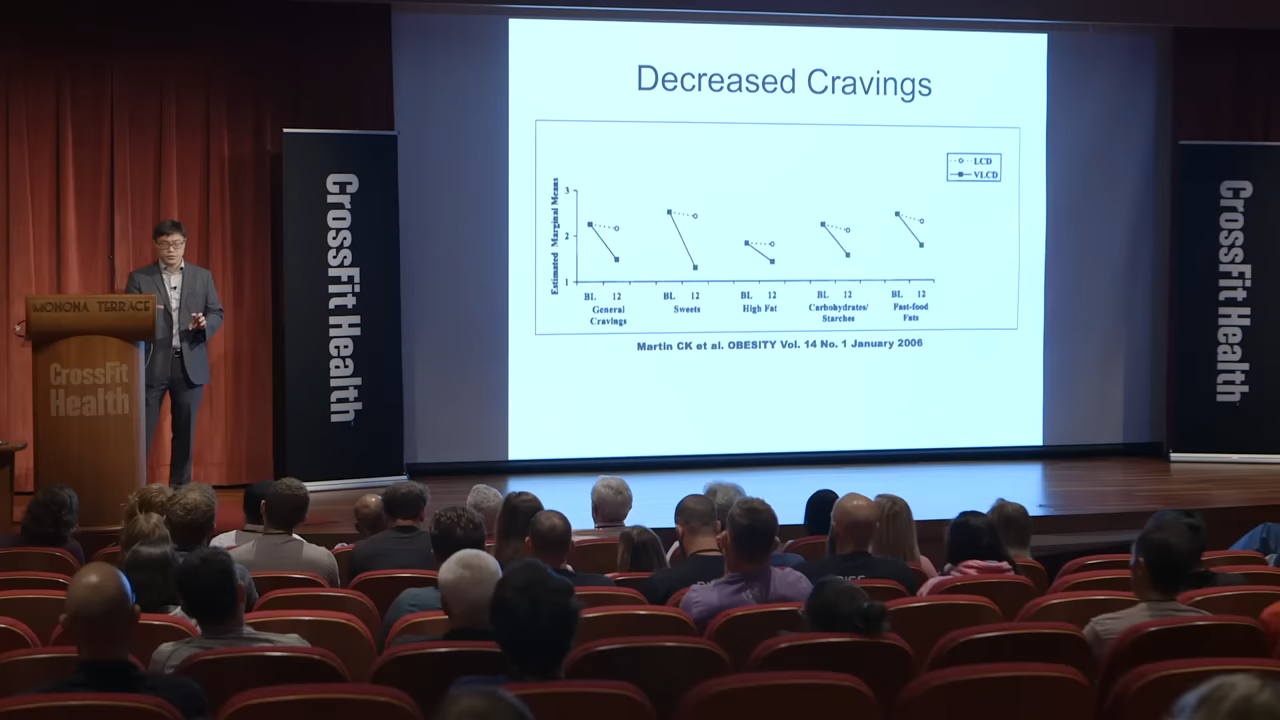 Decreased Cravings
LCD
VLCD
Estimated Marginal Means
3
2
1
BL 12 BL 12 BL 12 BL 12 BL 12
General Cravings
Sweets
High Fat
Carbohydrates/ Starches
Fast-food Fats
Martin CK et al. OBESITY Vol. 14 No. 1 January 2006
CrossFit Health
CrossFit Health
MONONA TERRACE
CrossFit
Health